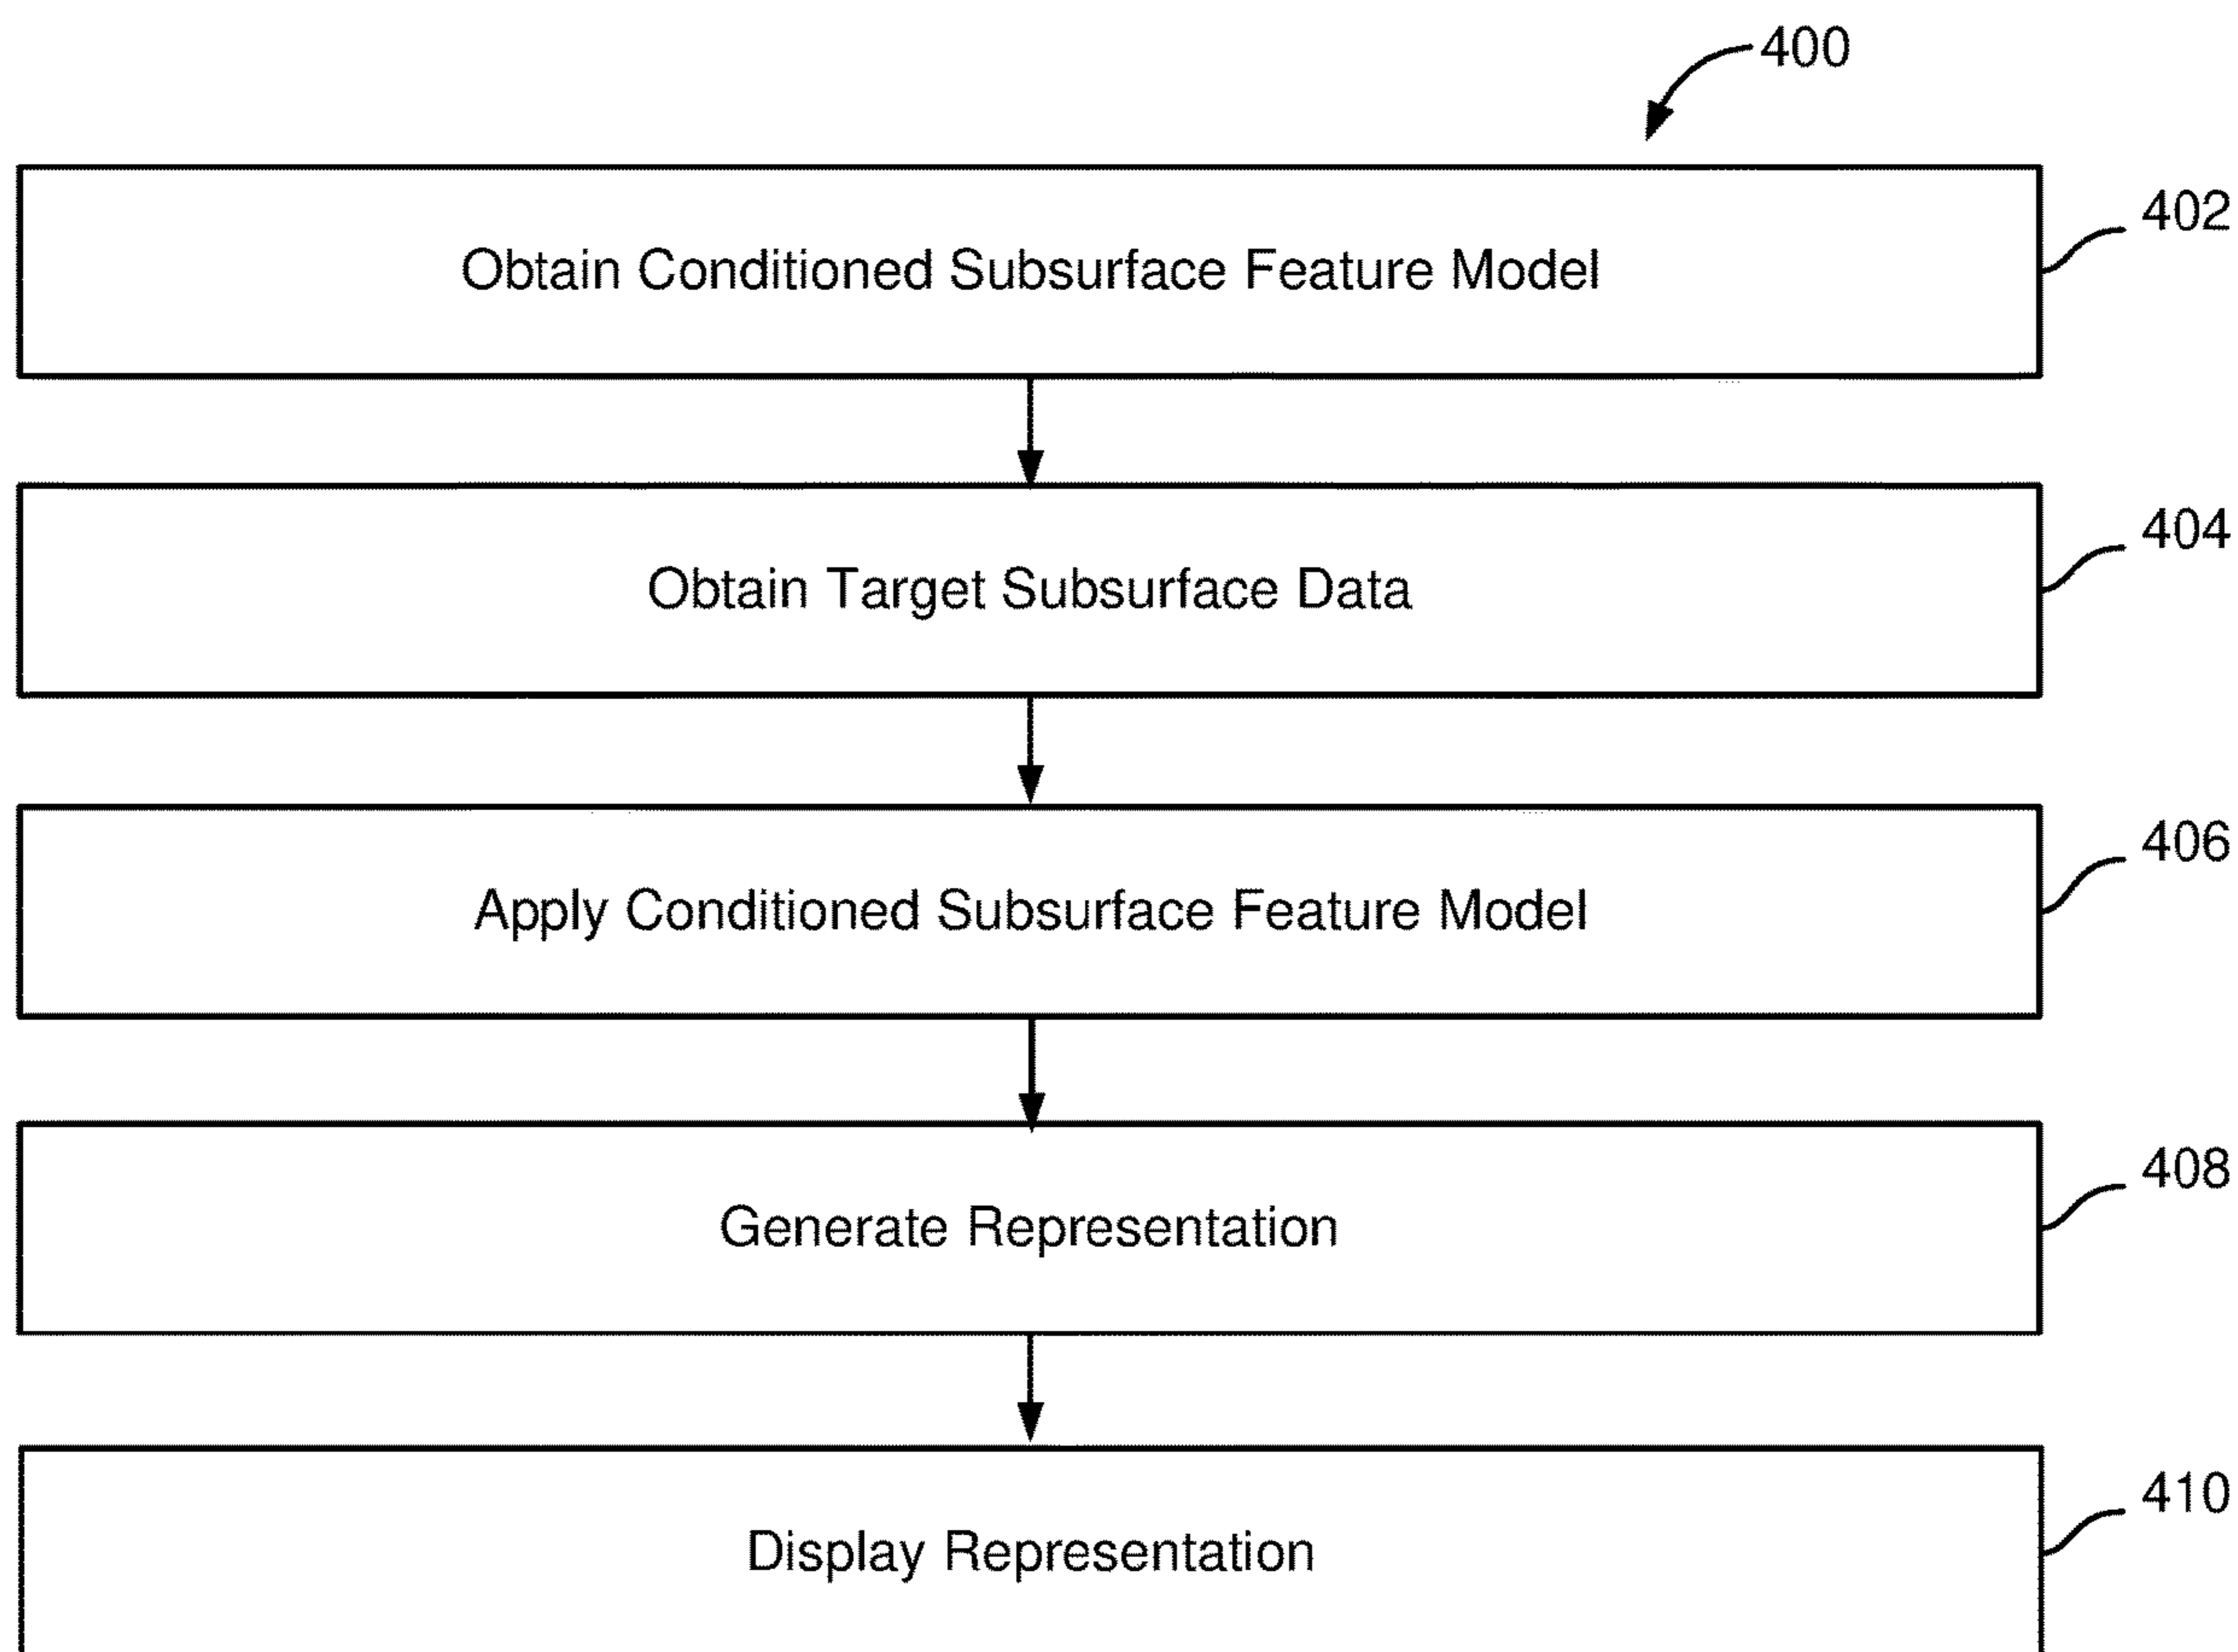 400
Obtain Conditioned Subsurface Feature Model
402
Obtain Target Subsurface Data
404
Apply Conditioned Subsurface Feature Model
406
Generate Representation
408
Display Representation
410